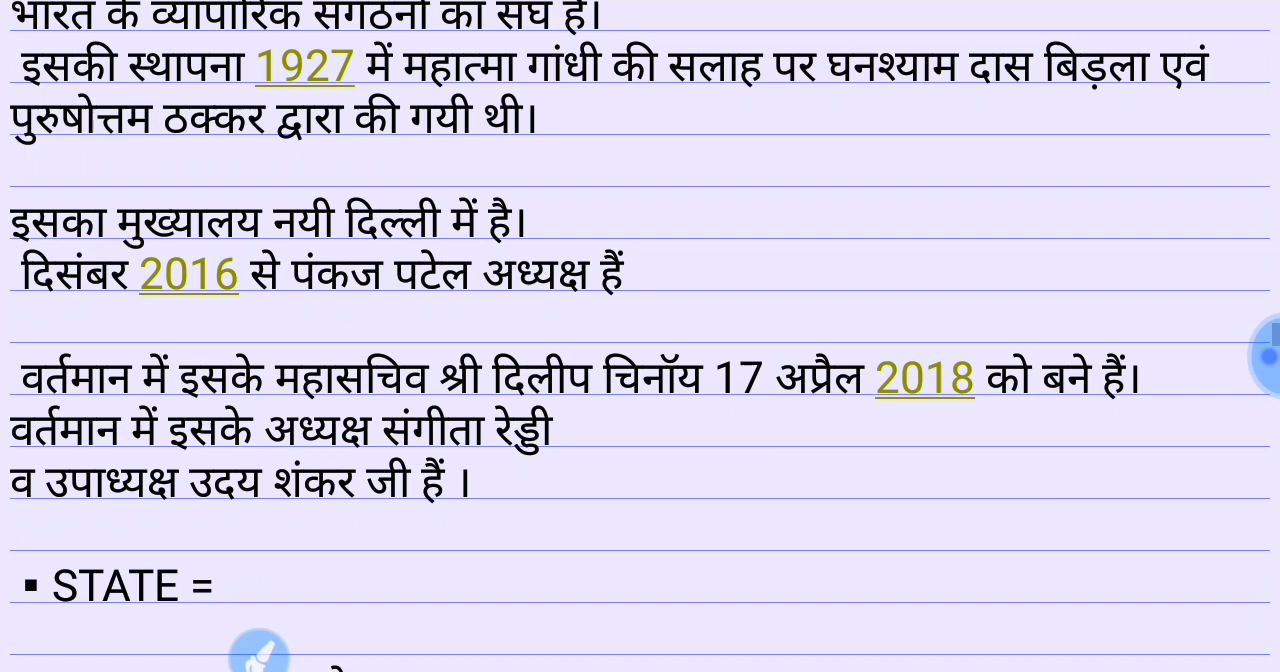 भारत के व्यापारिक संगठनों का संघ है।
इसकी स्थापना 1927 में महात्मा गांधी की सलाह पर घनश्याम दास बिड़ला एवं
पुरुषोत्तम ठक्कर द्वारा की गयी थी।
इसका मुख्यालय नयी दिल्ली में है।
दिसंबर 2016 से पंकज पटेल अध्यक्ष हैं
वर्तमान में इसके महासचिव श्री दिलीप चिनॉय 17 अप्रैल 2018 को बने हैं।
वर्तमान में इसके अध्यक्ष संगीता रेड्डी
व उपाध्यक्ष उदय शंकर जी हैं ।
▪ STATE =